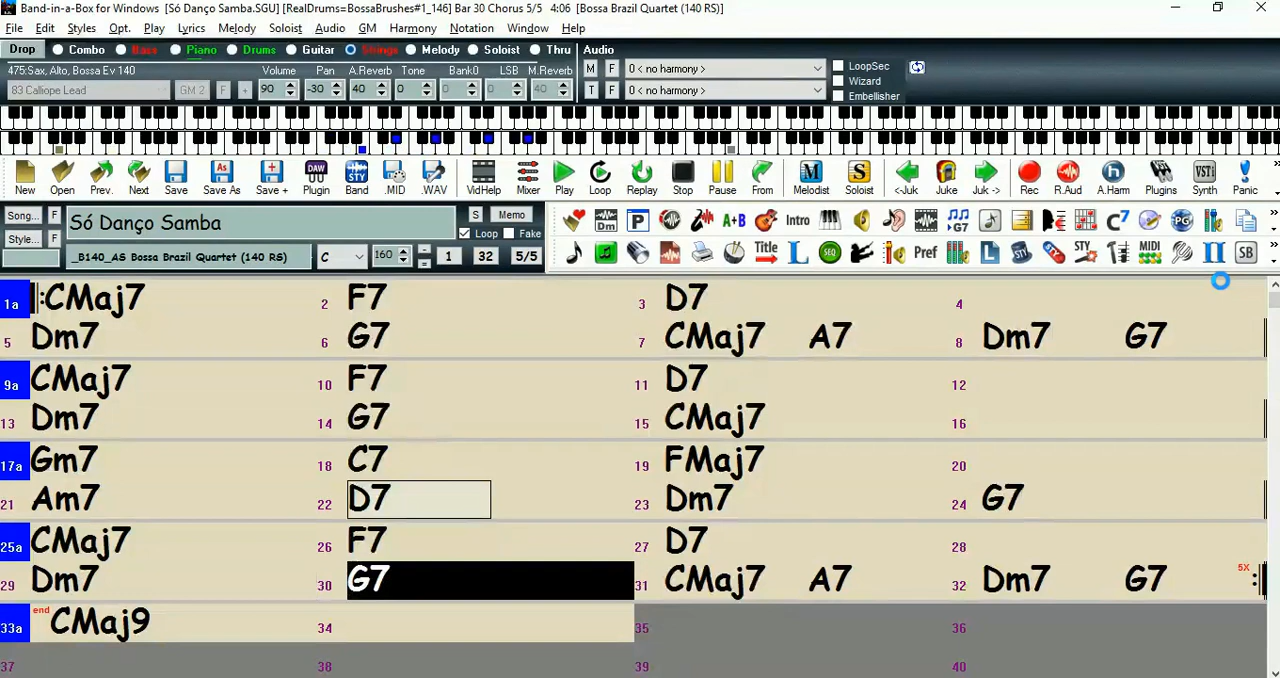 Band-in-a-Box for Windows [Só Danço Samba.SGU] [RealDrums=BossaBrushes#1_146] Bar 30 Chorus 5/5 4:06 [Bossa Brazil Quartet (140 RS)]
File Edit Styles Opt. Play Lyrics Melody Soloist Audio GM Harmony Notation Window Help
Drop Combo Bass Piano Drums Guitar Strings Melody Soloist Thru Audio
475:Sax, Alto, Bossa Ev 140 Volume Pan A.Reverb Tone Bank0 LSB M.Reverb M F 0 < no harmony > LoopSec
Wizard
83 Calliope Lead GM 2 F + 90 -30 40 0 0 0 40 T F 0 < no harmony > Embellisher
New Open Prev. Next Save Save As Save + Plugin Band .MID .WAV VidHelp Mixer Play Loop Replay Stop Pause From Melodist Soloist <-Juk Juke Juk -> Rec R.Aud A.Ham Plugins Synth Panic
Song... F Só Danço Samba S Memo
Loop Fake
Style... F _B140_AS Bossa Brazil Quartet (140 RS) C 160 1 32 5/5
Dm P A+B Intro G7 C7 PG
Title L SEQ Pref L STY MIDI SB
1a CMaj7 2 F7 3 D7 4
5 Dm7 6 G7 7 CMaj7 A7 8 Dm7 G7
9a CMaj7 10 F7 11 D7 12
13 Dm7 14 G7 15 CMaj7 16
17a Gm7 18 C7 19 FMaj7 20
21 Am7 22 D7 23 Dm7 24 G7
25a CMaj7 26 F7 27 D7 28
29 Dm7 30 G7 31 CMaj7 A7 32 Dm7 G7 5X
33a end CMaj9 34 35 36
37 38 39 40